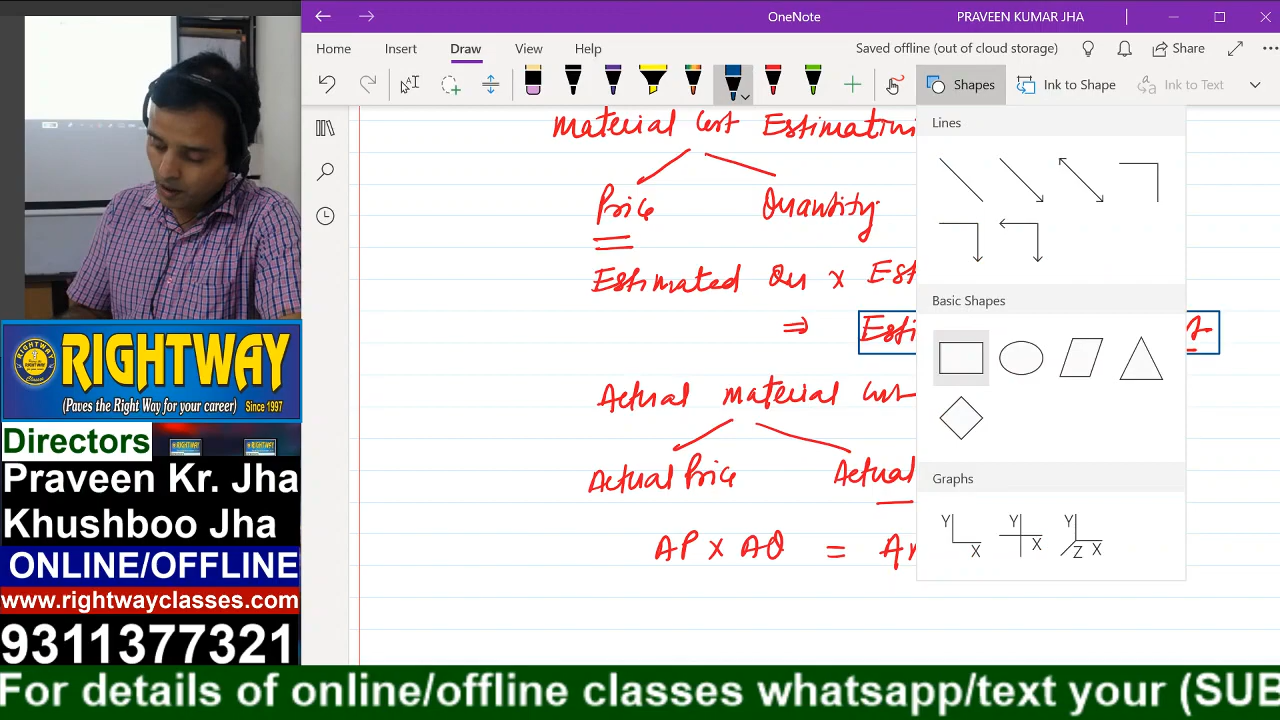 OneNote
PRAVEEN KUMAR JHA
Home Insert Draw View Help
Saved offline (out of cloud storage)
Share
Shapes
Ink to Shape
Ink to Text
Lines
Basic Shapes
Graphs
Y X
Y X
Y Z X
Material Cost
Price Quantity
Estimated Qu x
⇒
Actual material Cost
Actual Price Actual
AP x AQ =
RIGHTWAY
(Paves the Right Way for your career) Since 1997
Directors
Praveen Kr. Jha
Khushboo Jha
ONLINE/OFFLINE
www.rightwayclasses.com
9311377321
For details of online/offline classes whatsapp/text your (SUB